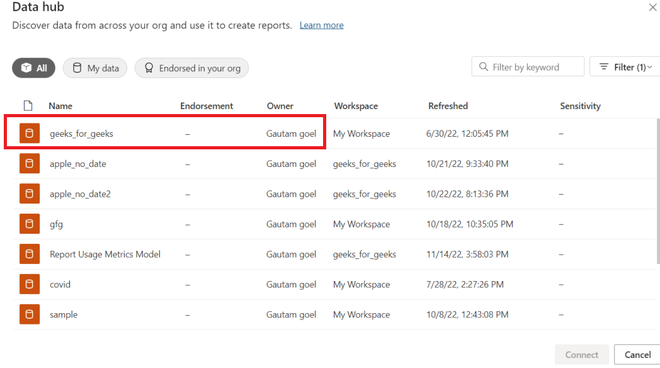 Data hub
Discover data from across your org and use it to create reports. Learn more
All My data Endorsed in your org Filter by keyword Filter (1)
Name Endorsement Owner Workspace Refreshed Sensitivity
geeks_for_geeks – Gautam goel My Workspace 6/30/22, 12:05:45 PM –
apple_no_date – Gautam goel geeks_for_geeks 10/21/22, 9:33:40 PM –
apple_no_date2 – Gautam goel geeks_for_geeks 10/22/22, 8:13:36 PM –
gfg – Gautam goel My Workspace 10/18/22, 10:35:05 PM –
Report Usage Metrics Model – Gautam goel geeks_for_geeks 11/14/22, 3:58:03 PM –
covid – Gautam goel My Workspace 7/28/22, 2:27:26 PM –
sample – Gautam goel My Workspace 10/8/22, 12:43:08 PM –
Connect Cancel